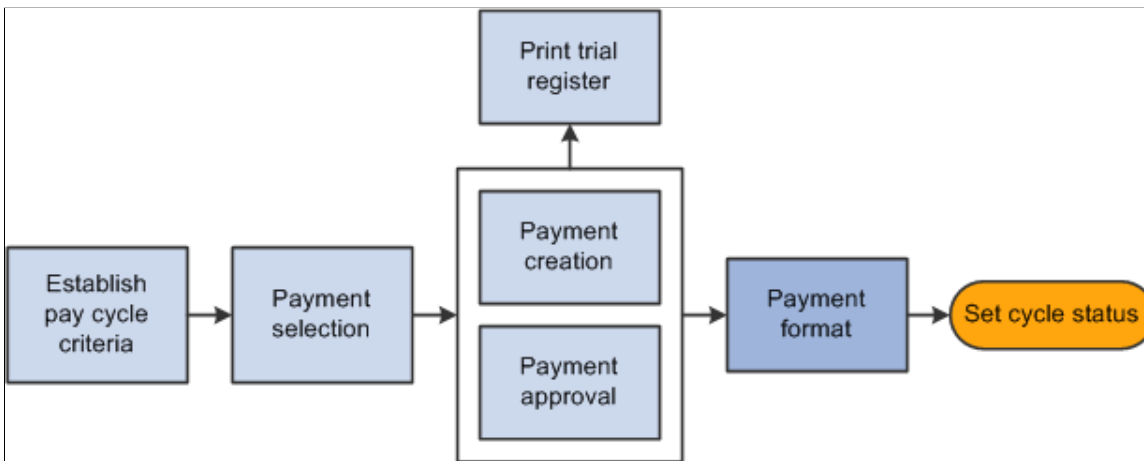 Print trial
register
Establish
pay cycle
criteria
Payment
selection
Payment
creation
Payment
approval
Payment
format
Set cycle status